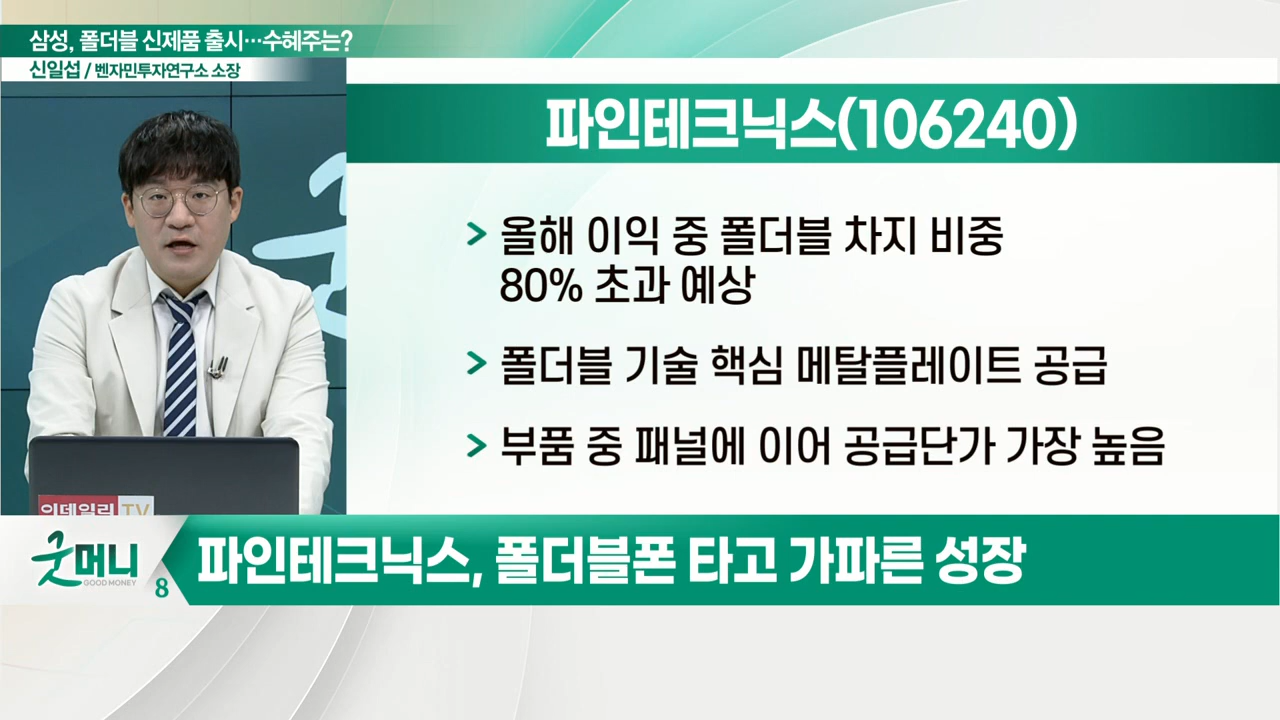 삼성, 폴더블 신제품 출시…수혜주는?
신일섭 / 벤자민투자연구소 소장
파인테크닉스(106240)
> 올해 이익 중 폴더블 차지 비중
80% 초과 예상
> 폴더블 기술 핵심 메탈플레이트 공급
> 부품 중 패널에 이어 공급단가 가장 높음
이데일리 TV
굿머니
GOOD MONEY
8
파인테크닉스, 폴더블폰 타고 가파른 성장